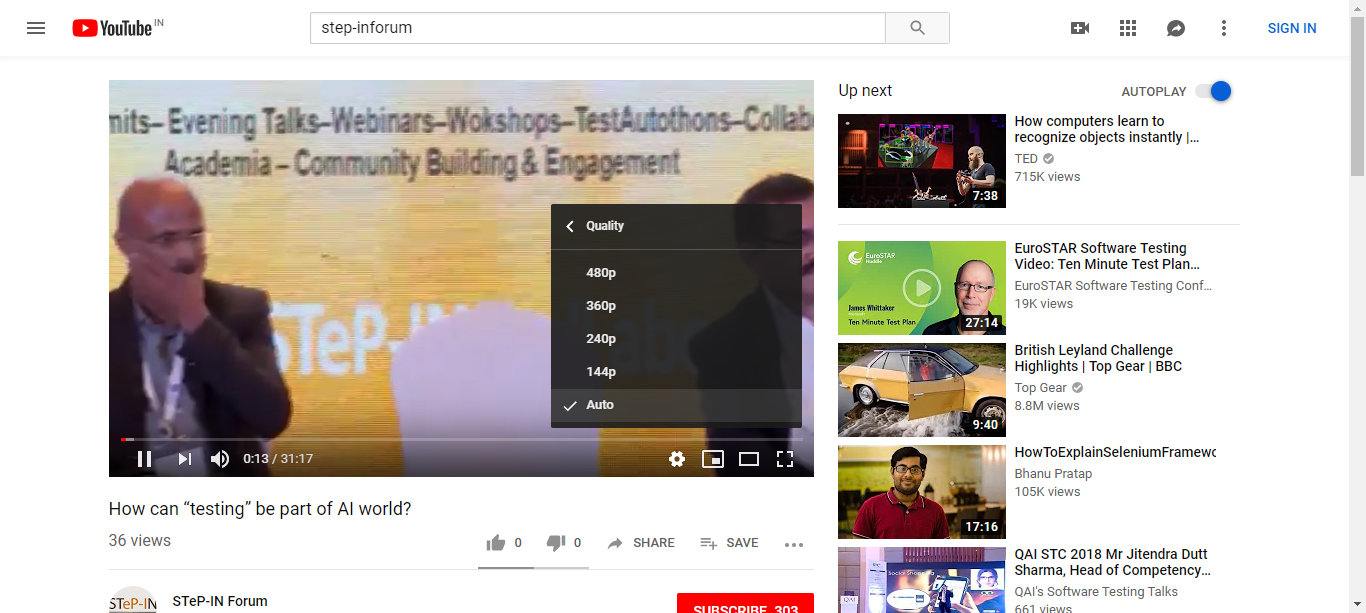 YouTube IN
step-inforum
SIGN IN
mits– Evening Talks–Webinars–Wokshops–TestAutothons–Collab
Academia – Community Building & Engagement
STeP-IN
Quality
480p
360p
240p
144p
Auto
0:13 / 31:17
How can “testing” be part of AI world?
36 views
0
0
SHARE
SAVE
STeP-IN
STeP-IN Forum
SUBSCRIBE 303
Up next
AUTOPLAY
How computers learn to
recognize objects instantly |...
TED
715K views
7:38
EuroSTAR
Huddle
James Whittaker
Ten Minute Test Plan
27:14
EuroSTAR Software Testing
Video: Ten Minute Test Plan...
EuroSTAR Software Testing Conf...
19K views
9:40
British Leyland Challenge
Highlights | Top Gear | BBC
Top Gear
8.8M views
17:16
HowToExplainSeleniumFramewo
Bhanu Pratap
105K views
QAI
Social Shopping
QAI STC 2018 Mr Jitendra Dutt
Sharma, Head of Competency...
QAI's Software Testing Talks
661 views